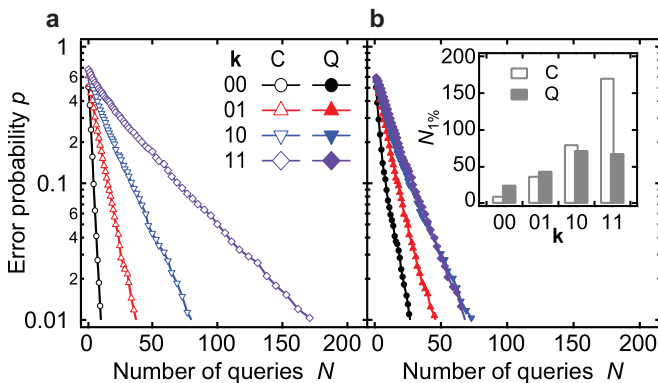 a
b
Error probability p
1
6
4
2
0.1
6
4
2
0.01
k C Q
00
01
10
11
0 50 100 150 200
Number of queries N
200
150
100
50
0
N1%
C
Q
00 01 10 11
k
0 50 100 150 200
Number of queries N